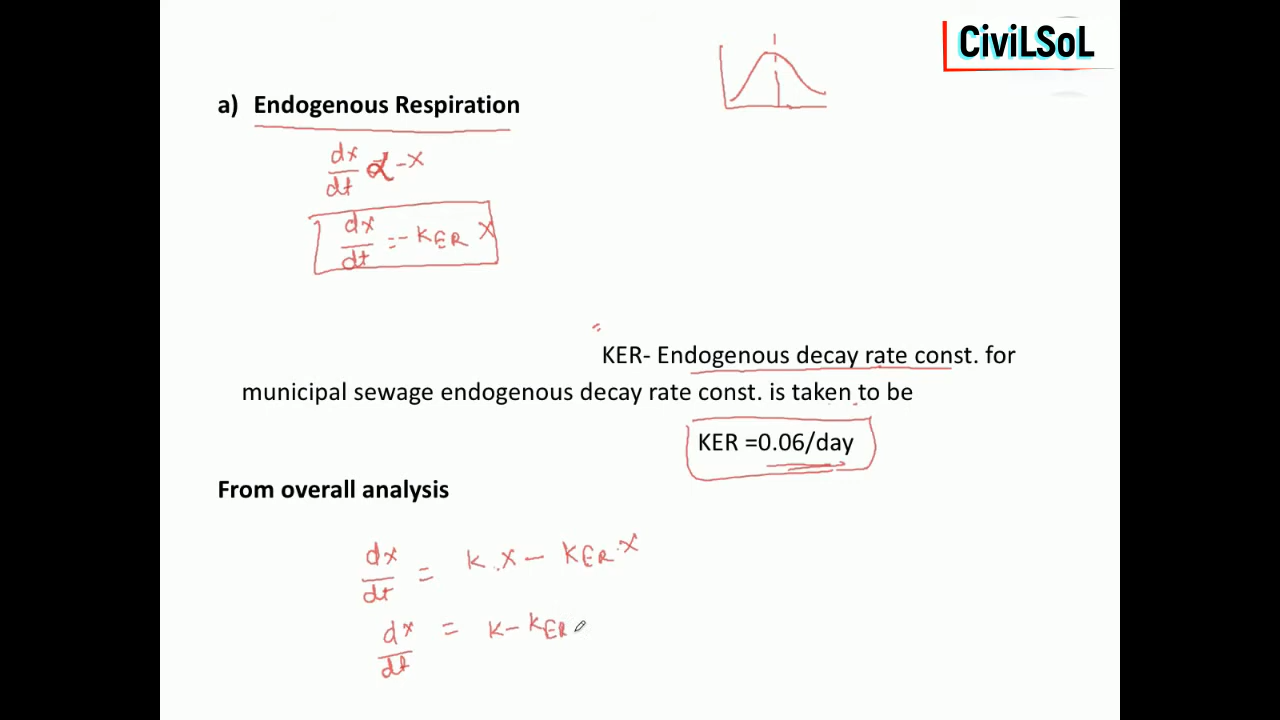 CiviLSoL
a) Endogenous Respiration
dx/dt α -x
dx/dt = -KER X
KER- Endogenous decay rate const. for
municipal sewage endogenous decay rate const. is taken to be
KER =0.06/day
From overall analysis
dx/dt = K.X - KER.X
dx/dt = K - KER